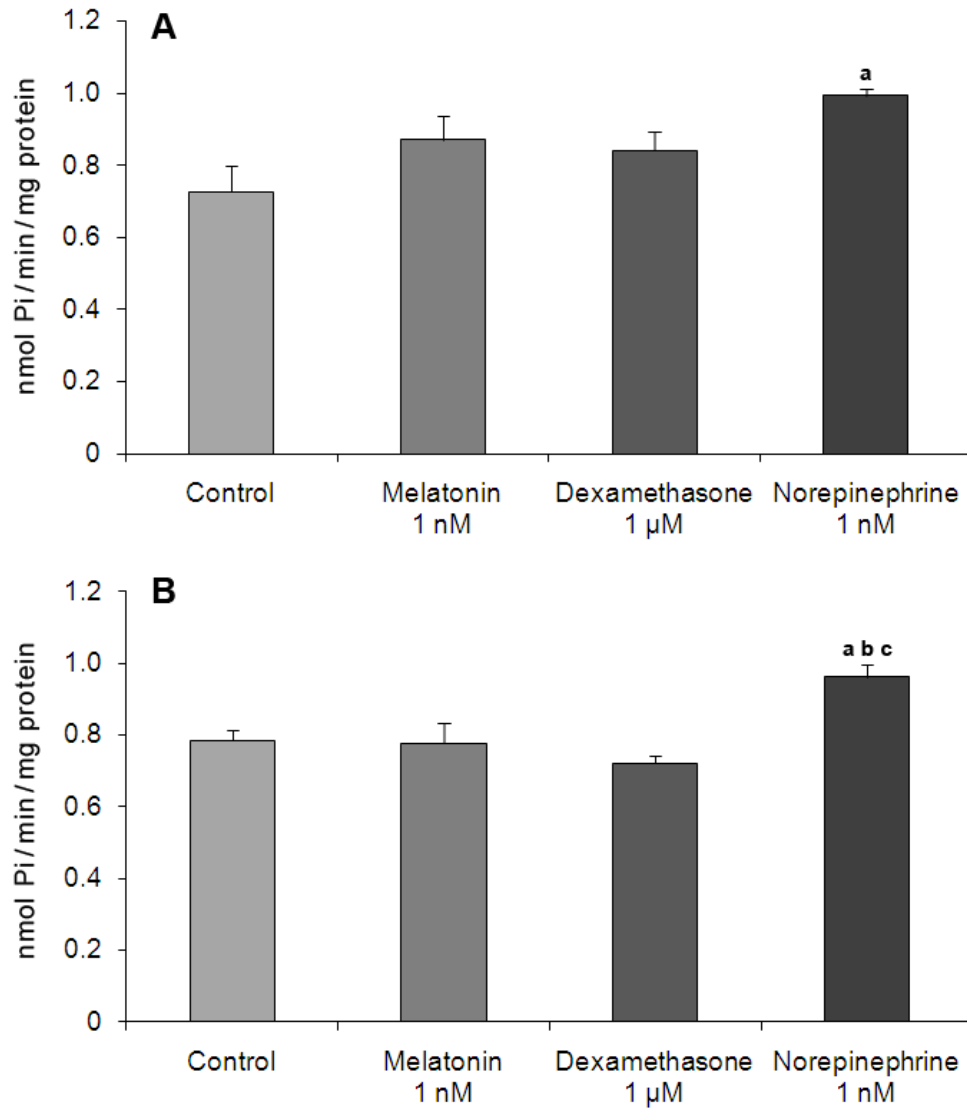 A
nmol Pi/min/mg protein
1.2
1.0
0.8
0.6
0.4
0.2
0
a
Control
Melatonin
1 nM
Dexamethasone
1 µM
Norepinephrine
1 nM
B
nmol Pi/min/mg protein
1.2
1.0
0.8
0.6
0.4
0.2
0
a b c
Control
Melatonin
1 nM
Dexamethasone
1 µM
Norepinephrine
1 nM